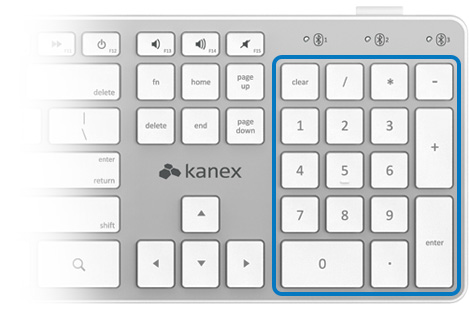 1 2 3
F11 F12 F13 F14 F15
delete fn home page up clear / * -
| \ delete end page down 1 2 3 +
enter return kanex 4 5 6
shift 7 8 9 enter
0 .